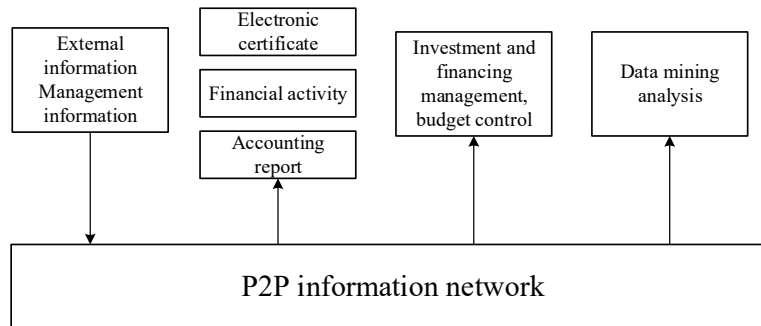 External
information
Management
information
Electronic
certificate
Financial activity
Accounting
report
Investment and
financing
management,
budget control
Data mining
analysis
P2P information network